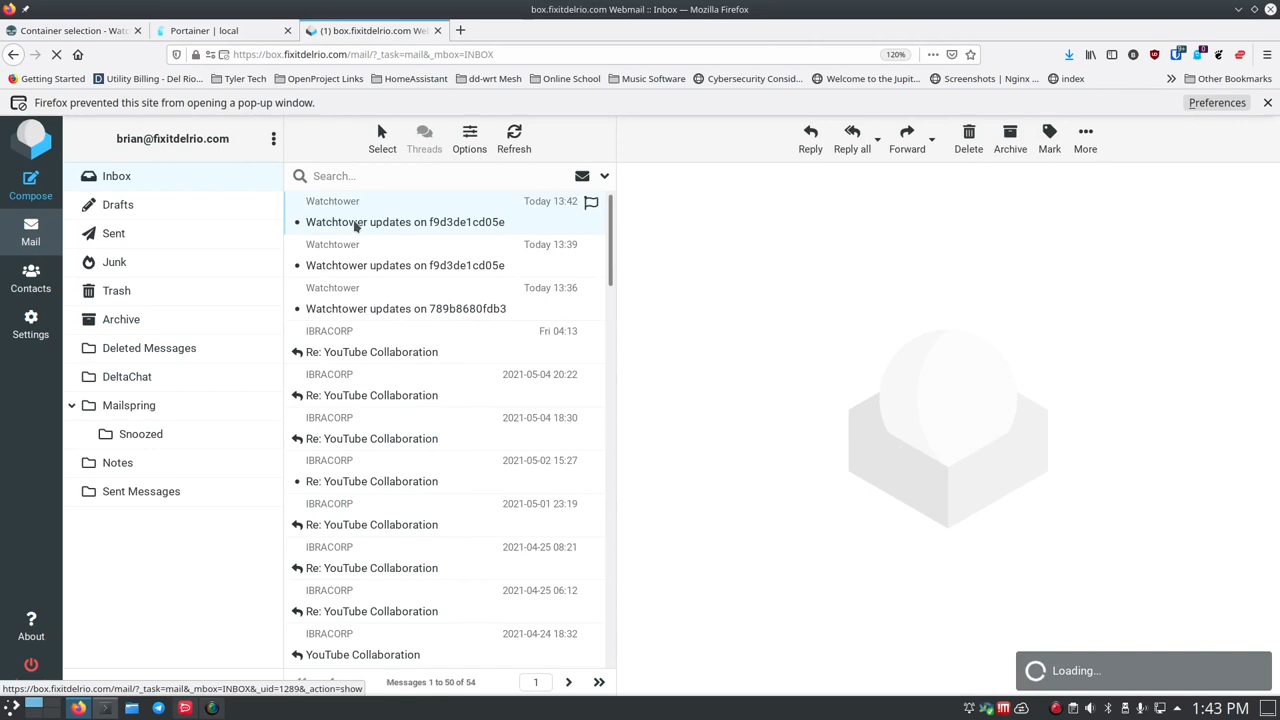 box.fixitdelrio.com Webmail :: Inbox — Mozilla Firefox
Container selection - Wat
Portainer | local
(1) box.fixitdelrio.com We
https://box.fixitdelrio.com/mail/?_task=mail&_mbox=INBOX
120%
Getting Started
Utility Billing - Del Rio...
Tyler Tech
OpenProject Links
HomeAssistant
dd-wrt Mesh
Online School
Music Software
Cybersecurity Consid...
Welcome to the Jupit...
Screenshots | Nginx ...
index
Other Bookmarks
Firefox prevented this site from opening a pop-up window.
Preferences
brian@fixitdelrio.com
Select
Threads
Options
Refresh
Reply
Reply all
Forward
Delete
Archive
Mark
More
Compose
Mail
Contacts
Settings
About
Inbox
Drafts
Sent
Junk
Trash
Archive
Deleted Messages
DeltaChat
Mailspring
Snoozed
Notes
Sent Messages
Search...
Watchtower Today 13:42
Watchtower updates on f9d3de1cd05e
Watchtower Today 13:39
Watchtower updates on f9d3de1cd05e
Watchtower Today 13:36
Watchtower updates on 789b8680fdb3
IBRACORP Fri 04:13
Re: YouTube Collaboration
IBRACORP 2021-05-04 20:22
Re: YouTube Collaboration
IBRACORP 2021-05-04 18:30
Re: YouTube Collaboration
IBRACORP 2021-05-02 15:27
Re: YouTube Collaboration
IBRACORP 2021-05-01 23:19
Re: YouTube Collaboration
IBRACORP 2021-04-25 08:21
Re: YouTube Collaboration
IBRACORP 2021-04-25 06:12
Re: YouTube Collaboration
IBRACORP 2021-04-24 18:32
YouTube Collaboration
Messages 1 to 50 of 54
1
Loading...
https://box.fixitdelrio.com/mail/?_task=mail&_mbox=INBOX&_uid=1289&_action=show
1:43 PM